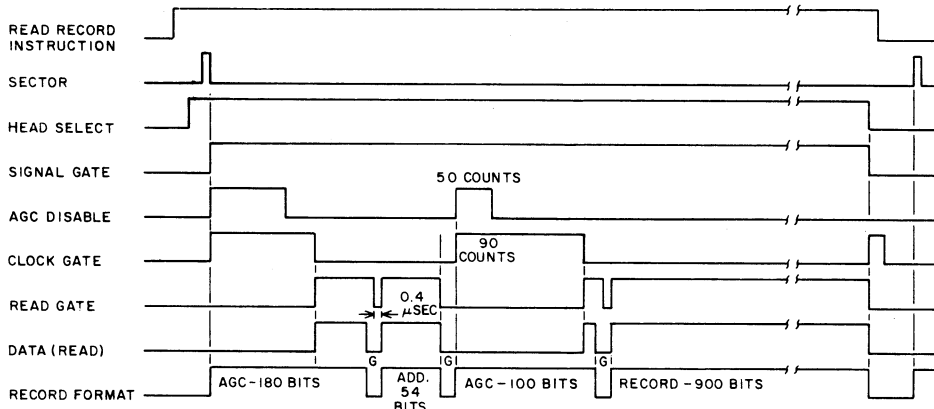 READ RECORD
INSTRUCTION
SECTOR
HEAD SELECT
SIGNAL GATE
50 COUNTS
AGC DISABLE
90
COUNTS
CLOCK GATE
READ GATE
0.4
μSEC
DATA (READ)
G
G
G
RECORD FORMAT
AGC-180 BITS
ADD.
54
BITS
AGC-100 BITS
RECORD-900 BITS